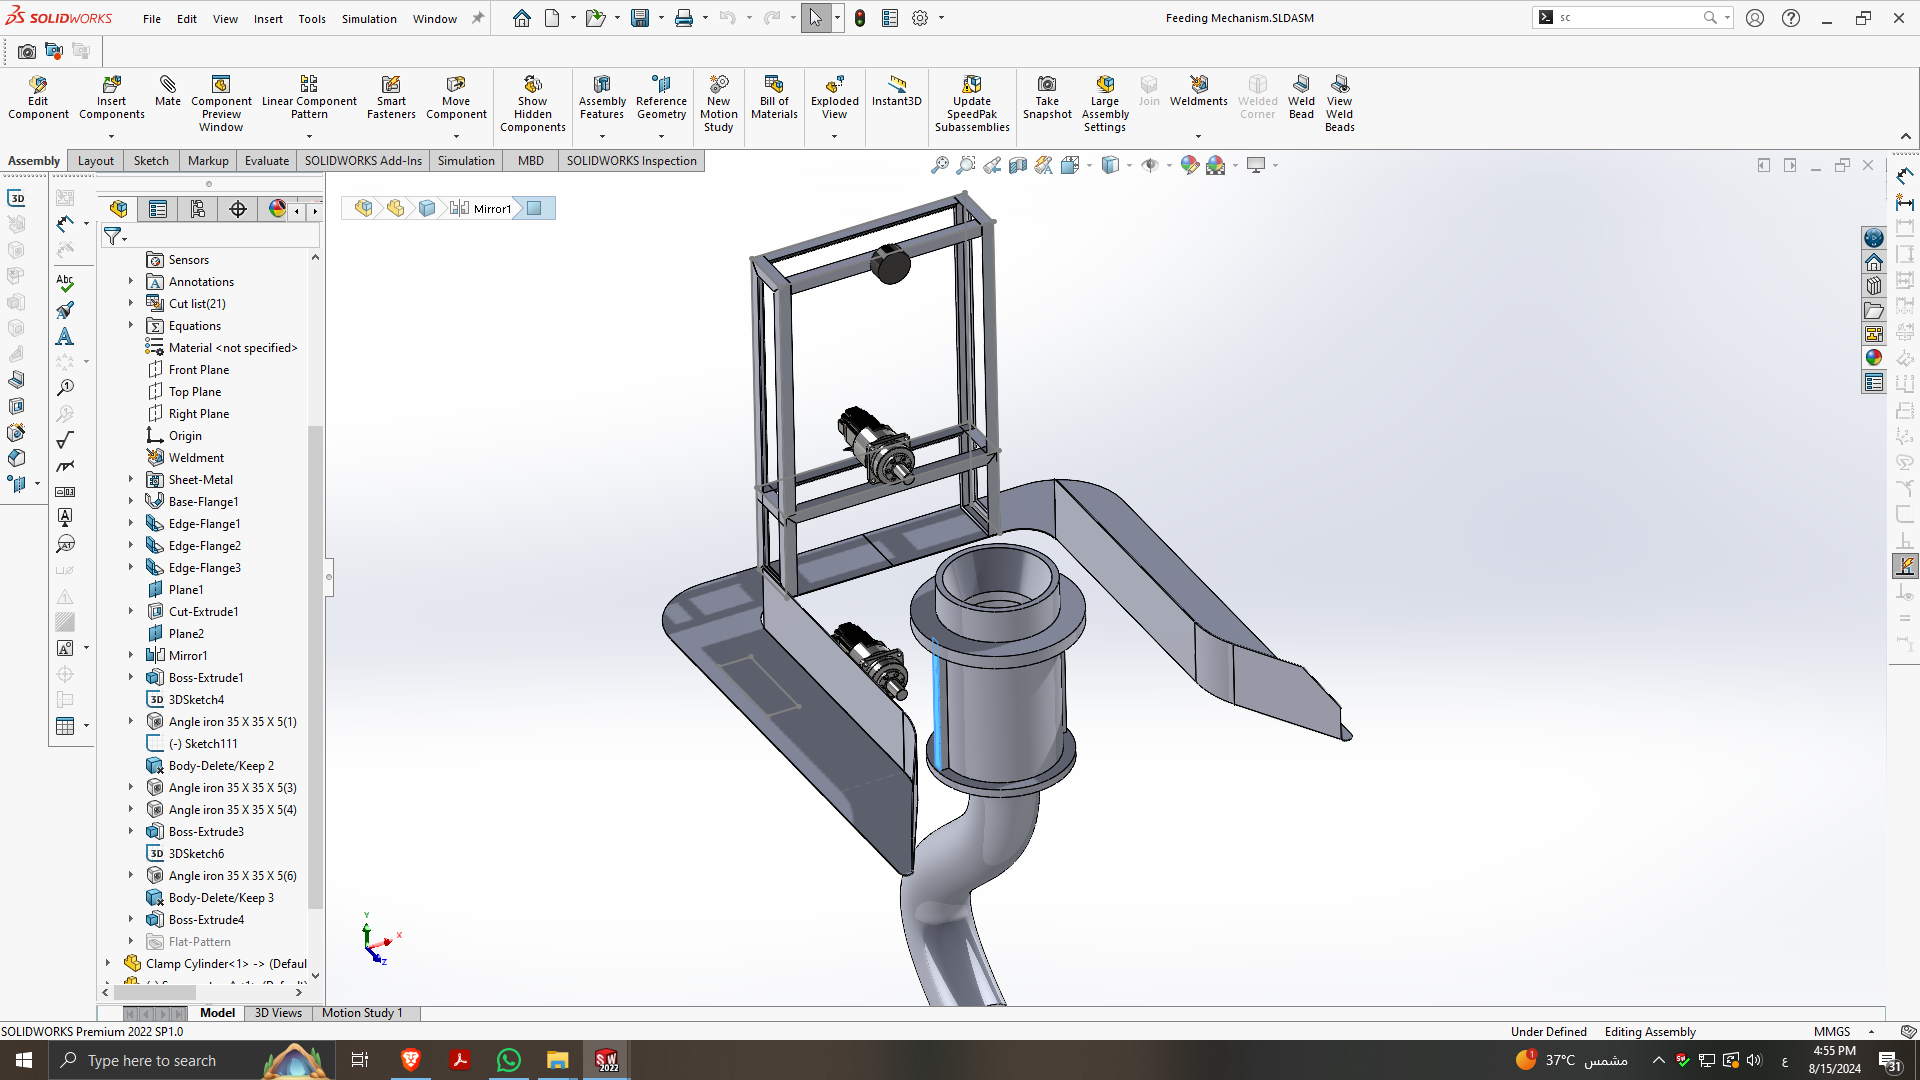 SOLIDWORKS File Edit View Insert Tools Simulation Window Feeding Mechanism.SLDASM sc
Edit Component Insert Components Mate Component Preview Window Linear Component Pattern Smart Fasteners Move Component Show Hidden Components Assembly Features Reference Geometry New Motion Study Bill of Materials Exploded View Instant3D Update SpeedPak Subassemblies Take Snapshot Large Assembly Settings Join Weldments Welded Corner Weld Bead View Weld Beads
Assembly Layout Sketch Markup Evaluate SOLIDWORKS Add-Ins Simulation MBD SOLIDWORKS Inspection
Mirror1
Sensors
Annotations
Cut list(21)
Equations
Material <not specified>
Front Plane
Top Plane
Right Plane
Origin
Weldment
Sheet-Metal
Base-Flange1
Edge-Flange1
Edge-Flange2
Edge-Flange3
Plane1
Cut-Extrude1
Plane2
Mirror1
Boss-Extrude1
3DSketch4
Angle iron 35 X 35 X 5(1)
(-) Sketch111
Body-Delete/Keep 2
Angle iron 35 X 35 X 5(3)
Angle iron 35 X 35 X 5(4)
Boss-Extrude3
3DSketch6
Angle iron 35 X 35 X 5(6)
Body-Delete/Keep 3
Boss-Extrude4
Flat-Pattern
Clamp Cylinder<1> -> (Defaul
Y
X
Z
Model 3D Views Motion Study 1
SOLIDWORKS Premium 2022 SP1.0 Under Defined Editing Assembly MMGS
Type here to search 37°C مشمس ع 4:55 PM
8/15/2024 31